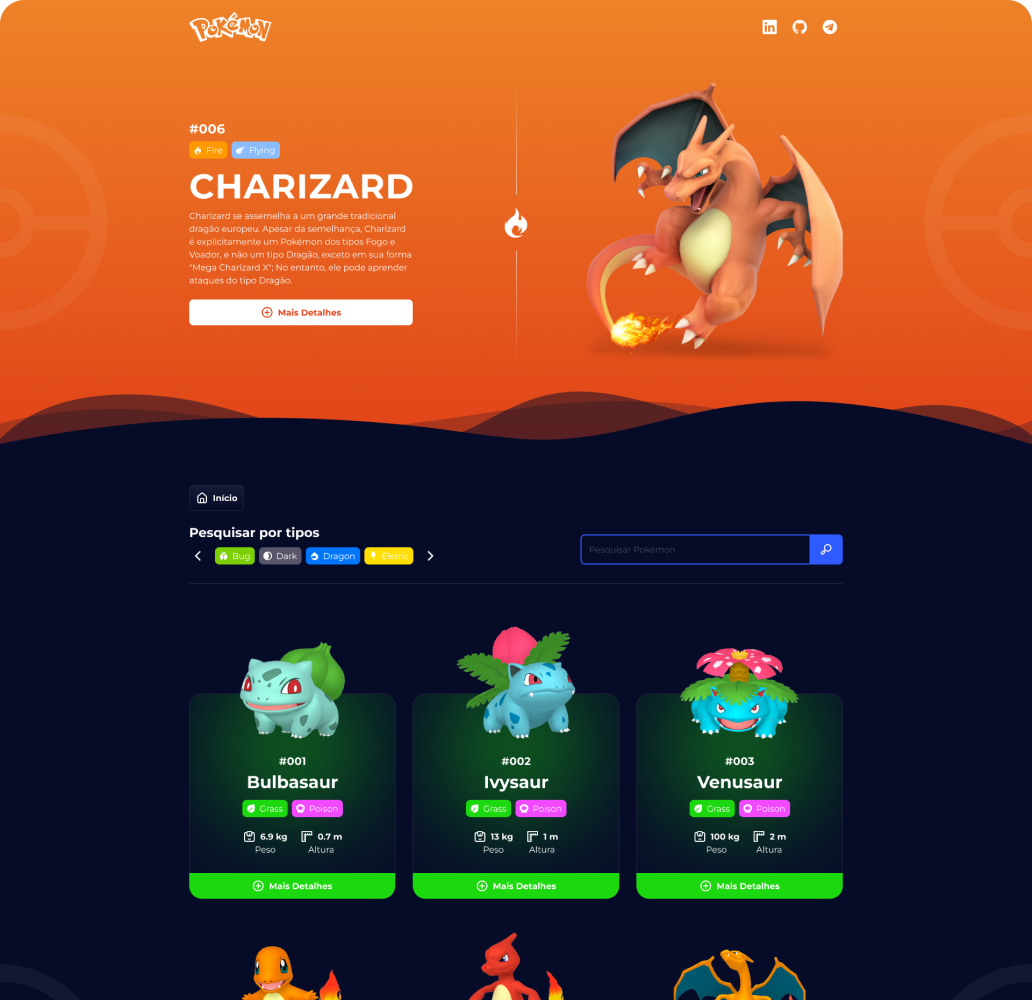 POKÉMON
#006
Fire Flying
CHARIZARD
Charizard se assemelha a um grande tradicional
dragão europeu. Apesar da semelhança, Charizard
é explicitamente um Pokémon dos tipos Fogo e
Voador, e não um tipo Dragão, exceto em sua forma
"Mega Charizard X"; No entanto, ele pode aprender
ataques do tipo Dragão.
Mais Detalhes
Início
Pesquisar por tipos
Bug Dark Dragon Eletric
Pesquisar Pokémon
#001
Bulbasaur
Grass Poison
6.9 kg 0.7 m
Peso Altura
Mais Detalhes
#002
Ivysaur
Grass Poison
13 kg 1 m
Peso Altura
Mais Detalhes
#003
Venusaur
Grass Poison
100 kg 2 m
Peso Altura
Mais Detalhes